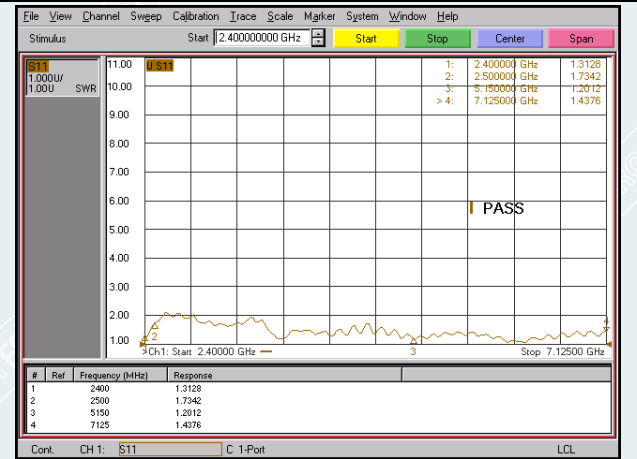 File View Channel Sweep Calibration Trace Scale Marker System Window Help
Stimulus Start 2.400000000 GHz Start Stop Center Span
S11
1.000U/
1.00U SWR
11.00
10.00
9.00
8.00
7.00
6.00
5.00
4.00
3.00
2.00
1.00
U S11
1: 2.400000 GHz 1.3128
2: 2.500000 GHz 1.7342
3: 5.150000 GHz 1.2012
> 4: 7.125000 GHz 1.4376
PASS
2
3
4
>Ch1: Start 2.40000 GHz Stop 7.12500 GHz
# Ref Frequency (MHz) Response
1 2400 1.3128
2 2500 1.7342
3 5150 1.2012
4 7125 1.4376
Cont. CH 1: S11 C 1-Port LCL